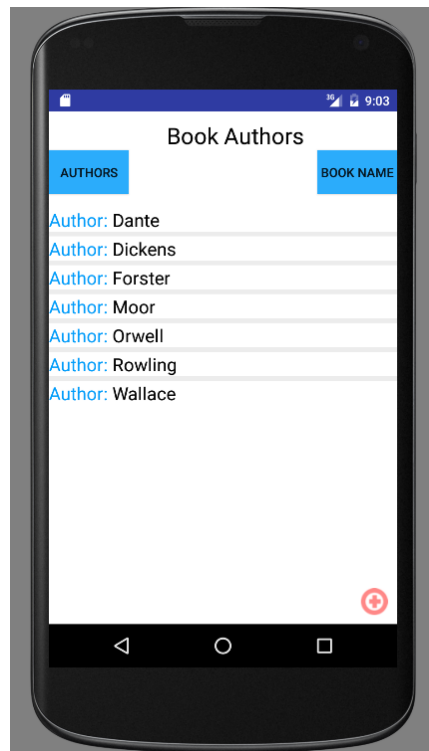 3G 9:03
Book Authors
AUTHORS BOOK NAME
Author: Dante
Author: Dickens
Author: Forster
Author: Moor
Author: Orwell
Author: Rowling
Author: Wallace